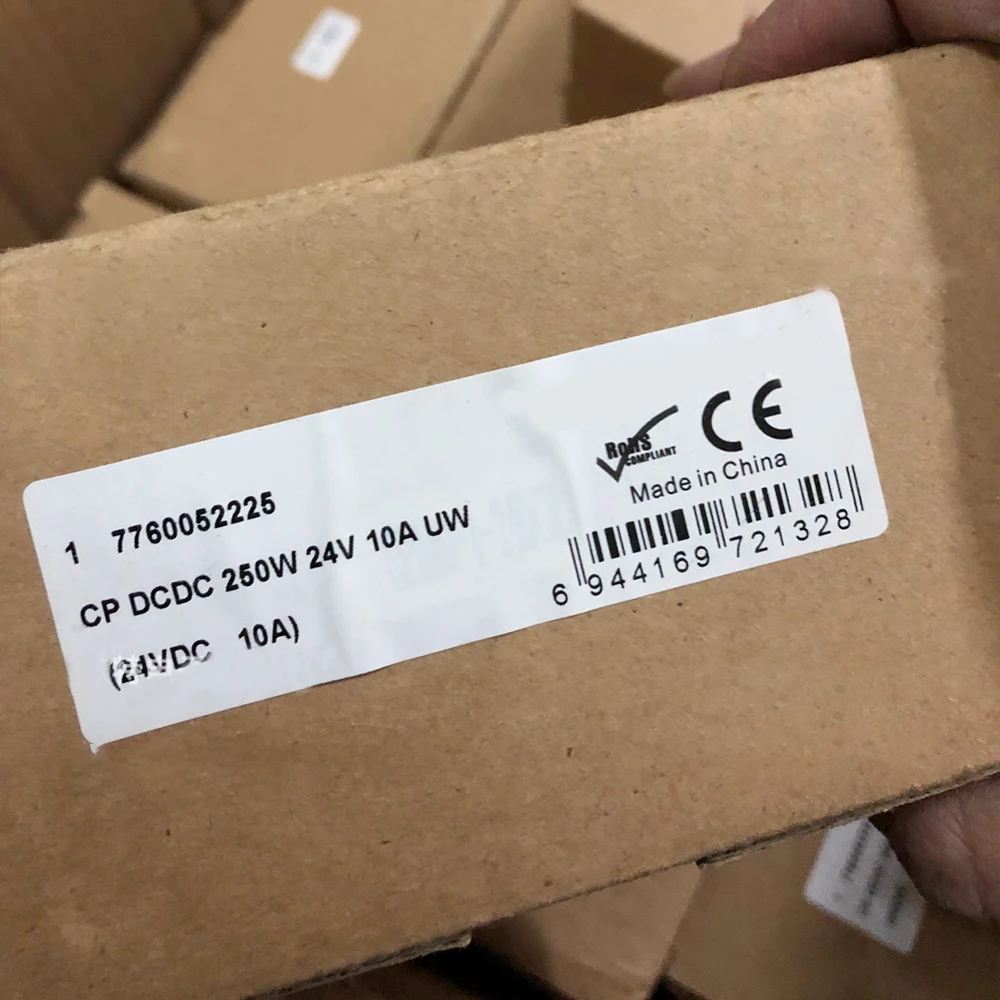 1 7760052225
CP DCDC 250W 24V 10A UW
(24VDC 10A)
RoHS
COMPLIANT
CE
Made in China
6 944169 721328